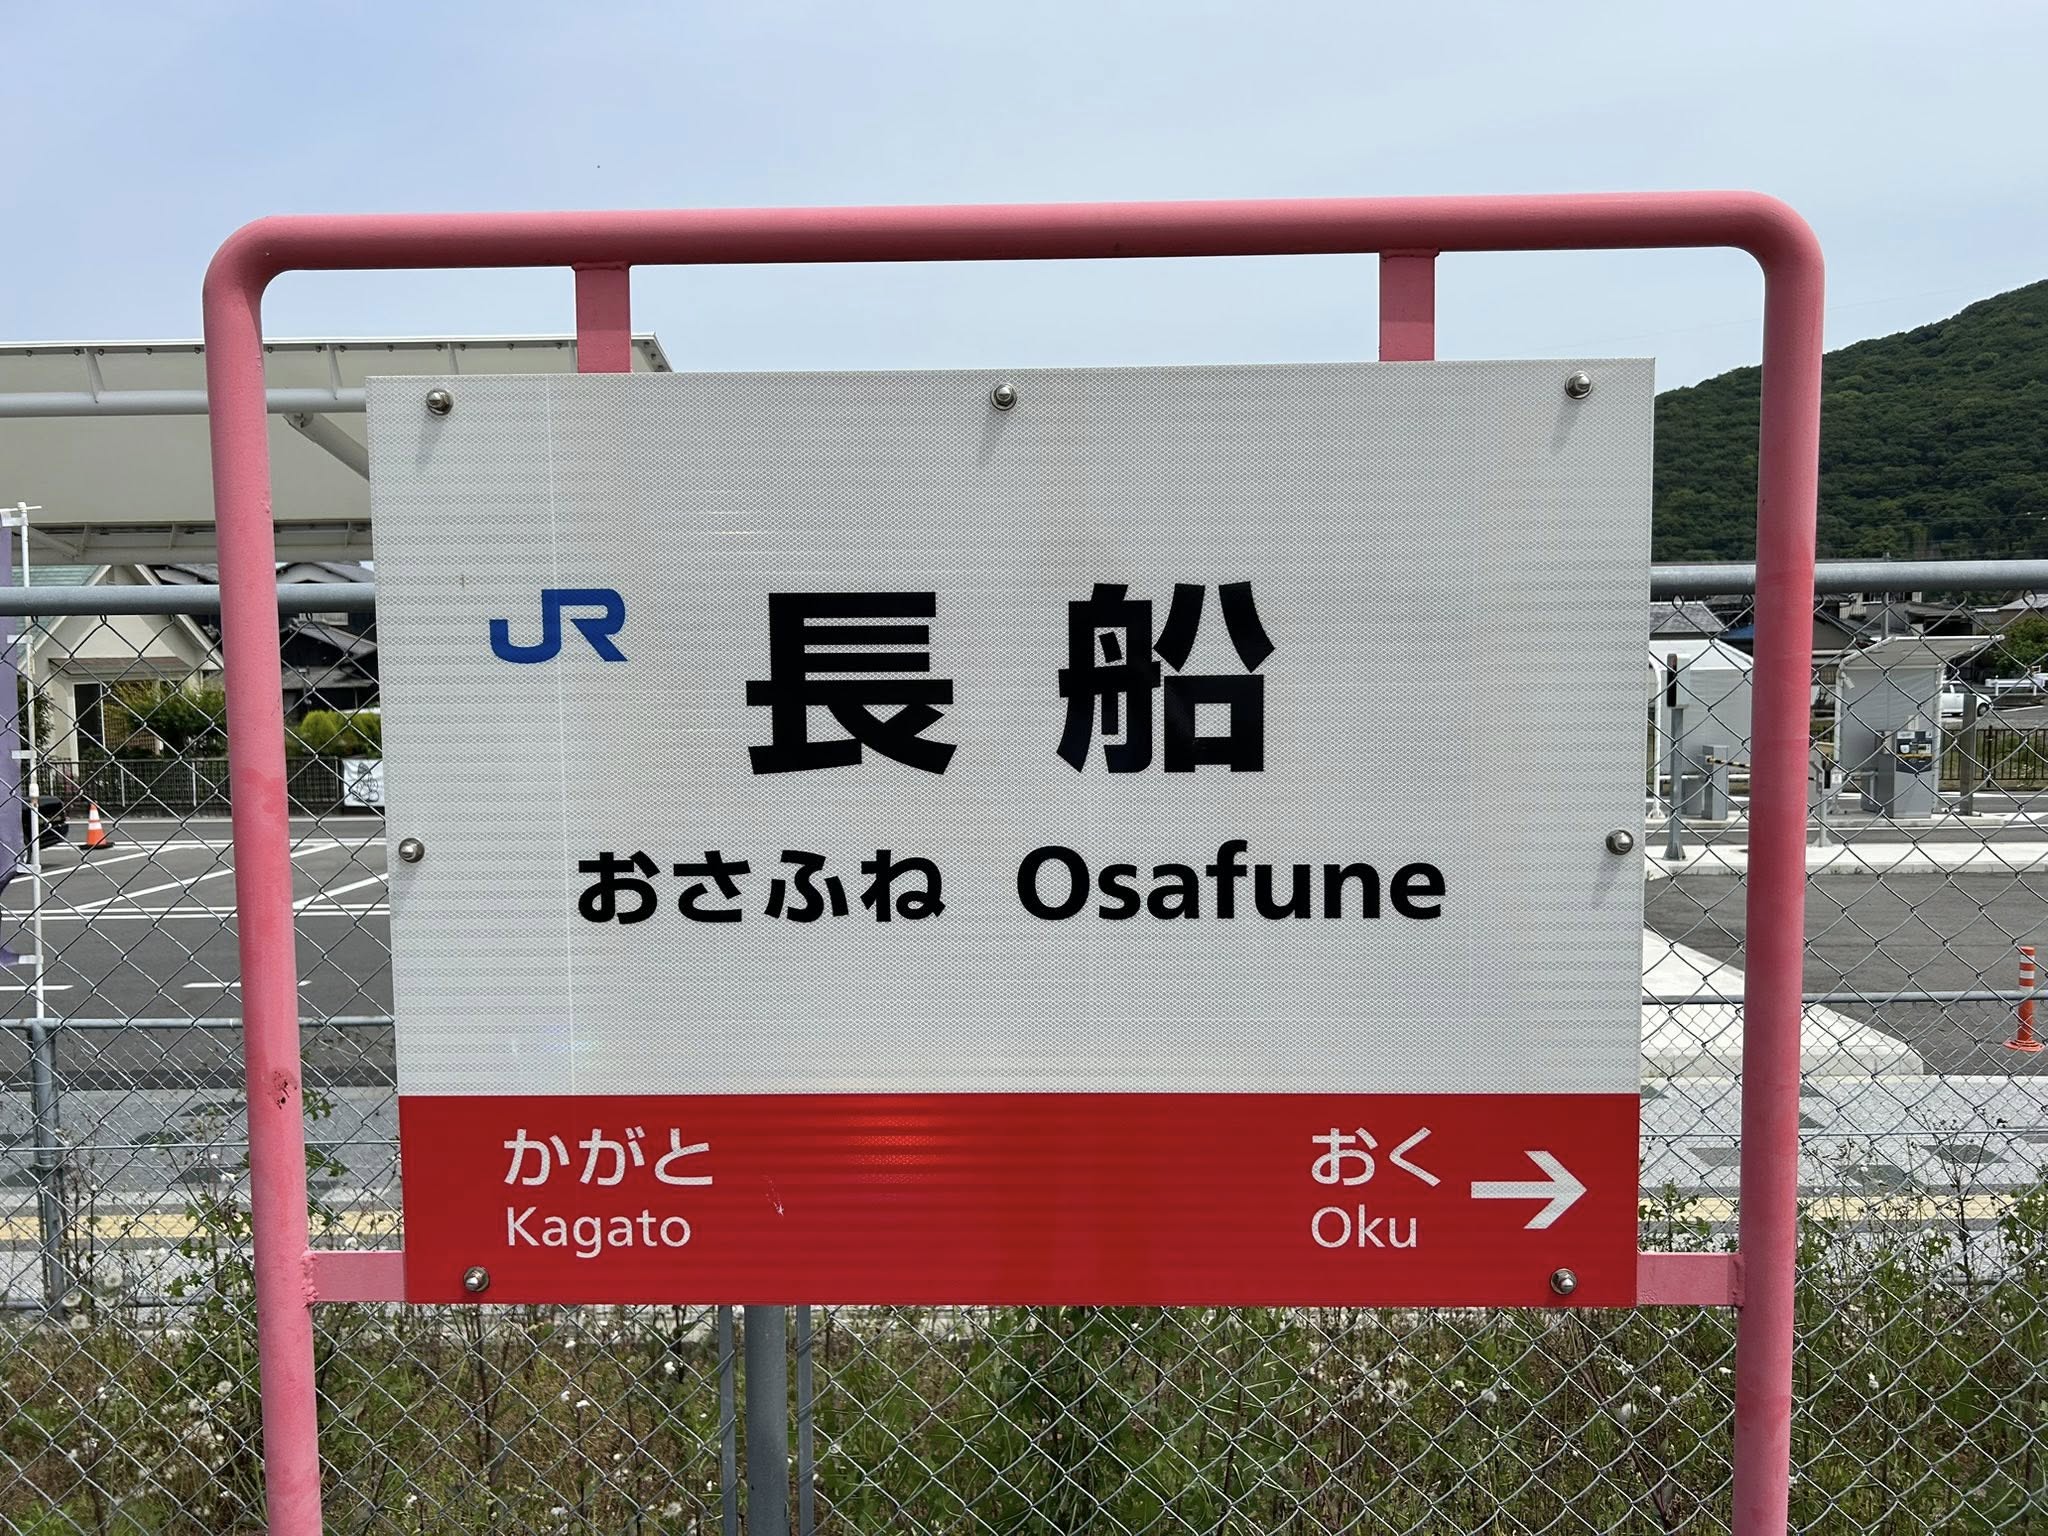 JR 長船
おさふね Osafune
かがと おく →
Kagato Oku